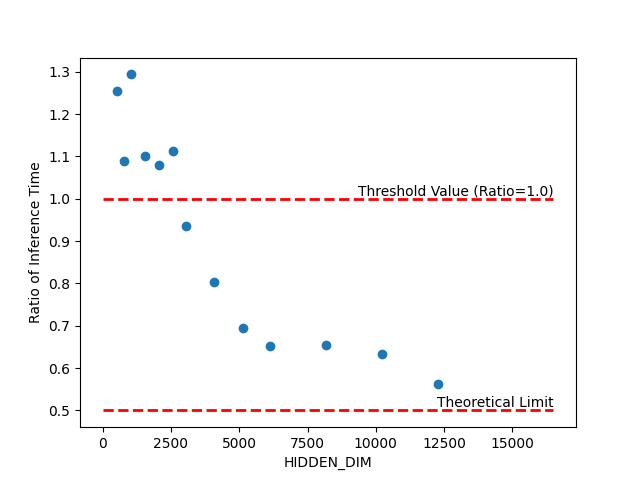 1.3
1.2
1.1
1.0
0.9
0.8
0.7
0.6
0.5
Ratio of Inference Time
Threshold Value (Ratio=1.0)
Theoretical Limit
0 2500 5000 7500 10000 12500 15000
HIDDEN_DIM